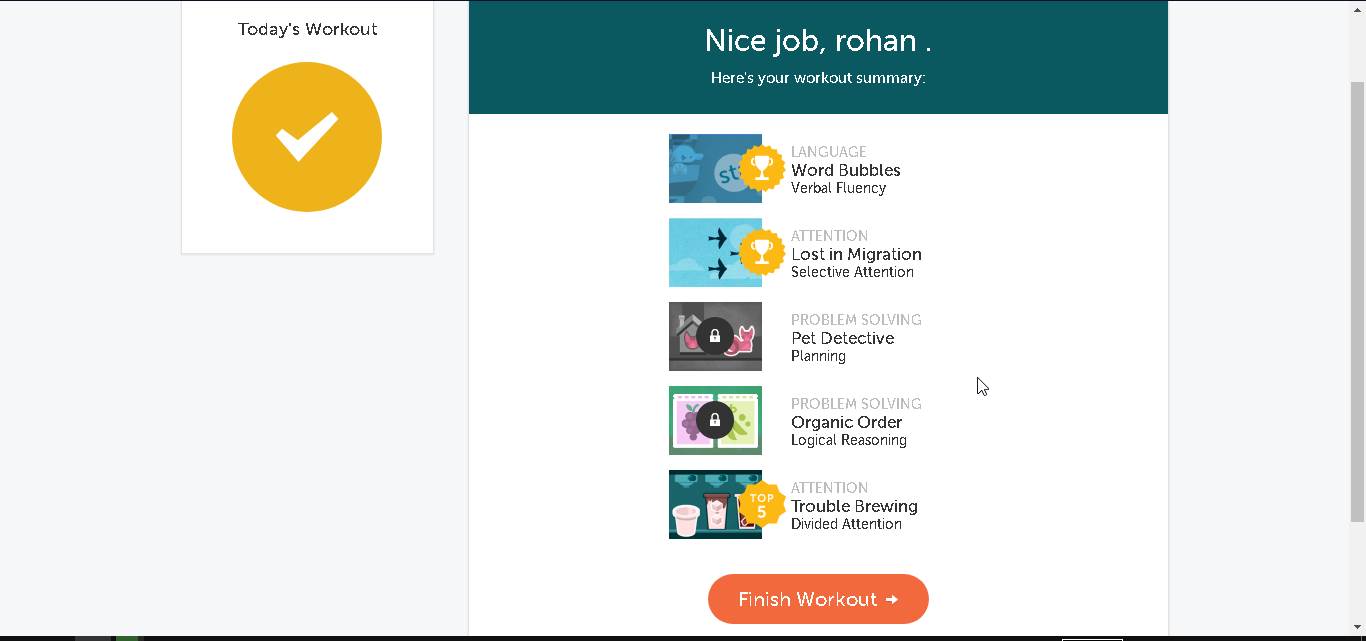 Today's Workout
Nice job, rohan .
Here's your workout summary:
st
LANGUAGE
Word Bubbles
Verbal Fluency
ATTENTION
Lost in Migration
Selective Attention
PROBLEM SOLVING
Pet Detective
Planning
PROBLEM SOLVING
Organic Order
Logical Reasoning
TOP
5
ATTENTION
Trouble Brewing
Divided Attention
Finish Workout →